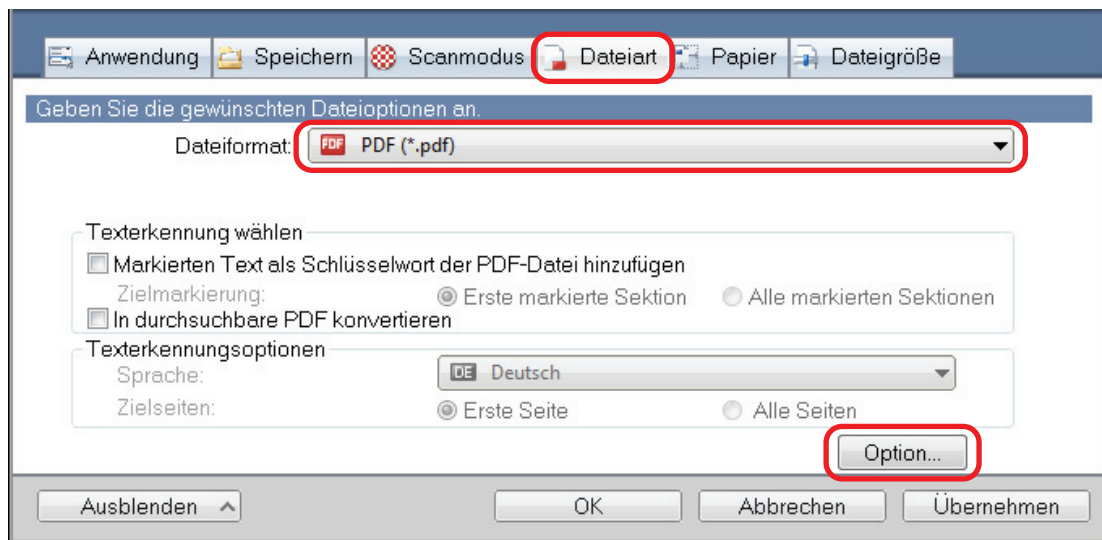 Anwendung Speichern Scanmodus Dateiart Papier Dateigröße
Geben Sie die gewünschten Dateioptionen an.
Dateiformat: PDF PDF (*.pdf)
Texterkennung wählen
Markierten Text als Schlüsselwort der PDF-Datei hinzufügen
Zielmarkierung: Erste markierte Sektion Alle markierten Sektionen
In durchsuchbare PDF konvertieren
Texterkennungsoptionen
Sprache: DE Deutsch
Zielseiten: Erste Seite Alle Seiten
Option...
Ausblenden OK Abbrechen Übernehmen